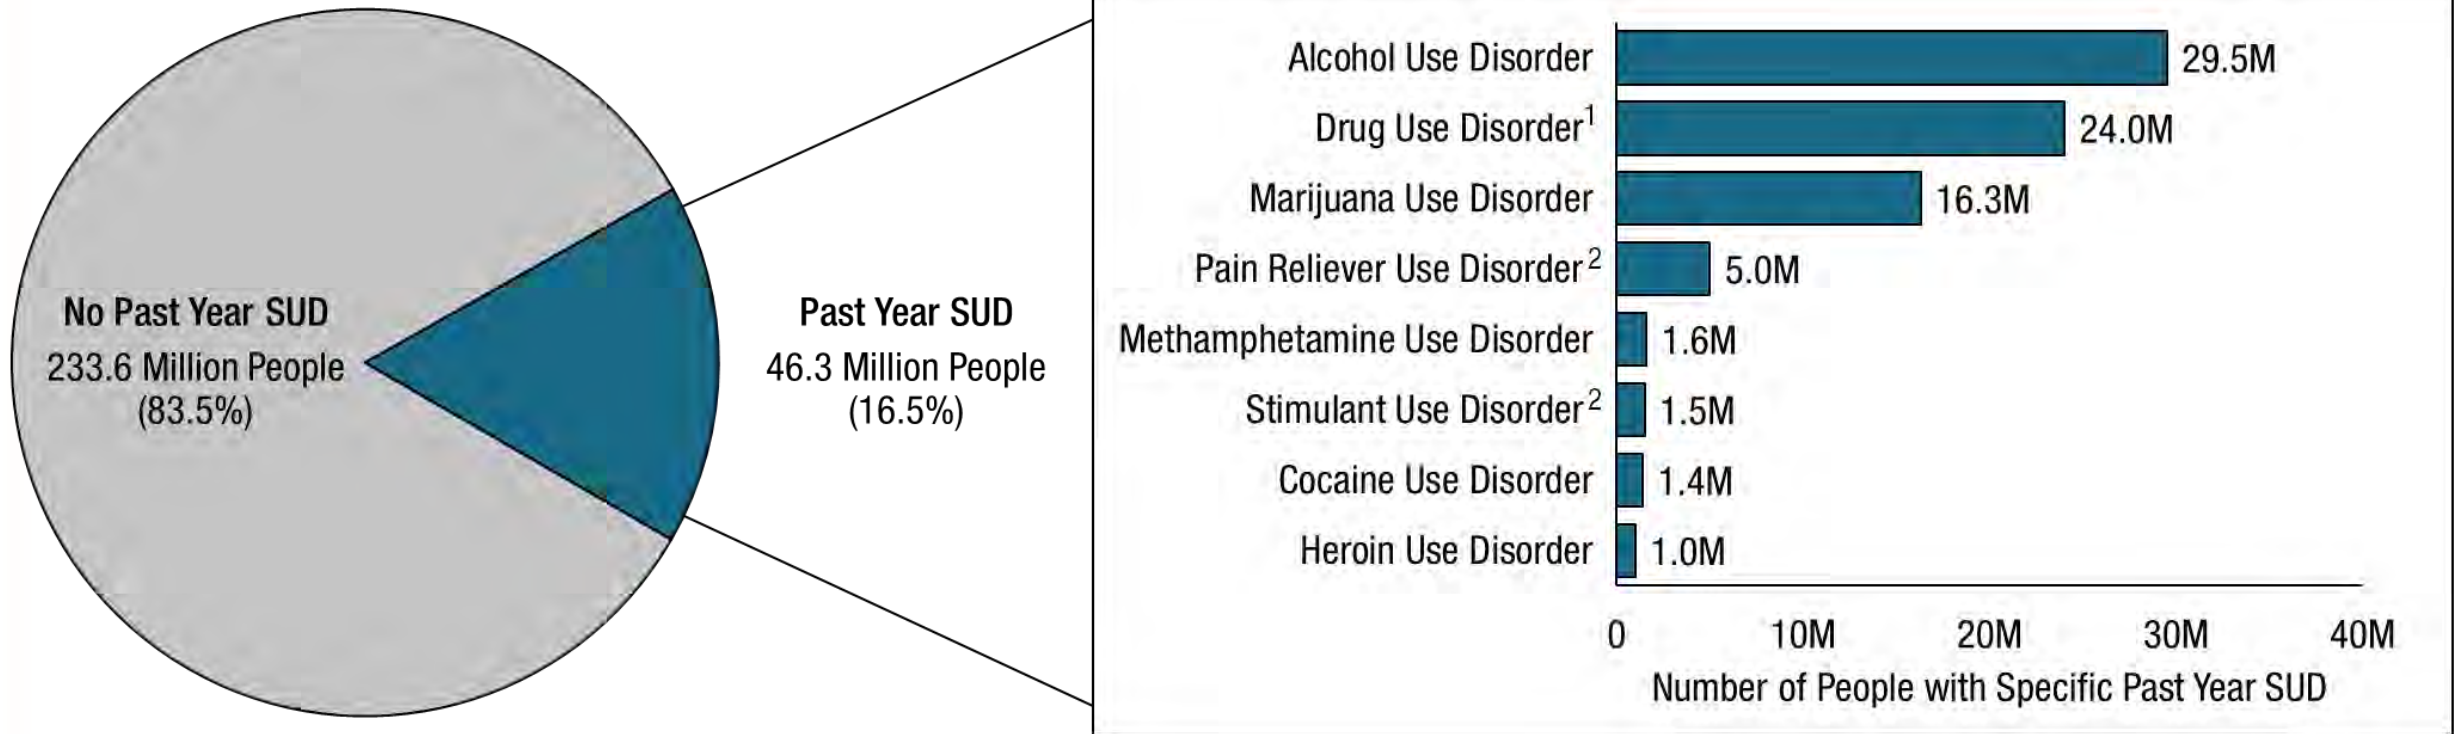 No Past Year SUD
233.6 Million People
(83.5%)
Past Year SUD
46.3 Million People
(16.5%)
Alcohol Use Disorder 29.5M
Drug Use Disorder¹ 24.0M
Marijuana Use Disorder 16.3M
Pain Reliever Use Disorder² 5.0M
Methamphetamine Use Disorder 1.6M
Stimulant Use Disorder² 1.5M
Cocaine Use Disorder 1.4M
Heroin Use Disorder 1.0M
0 10M 20M 30M 40M
Number of People with Specific Past Year SUD